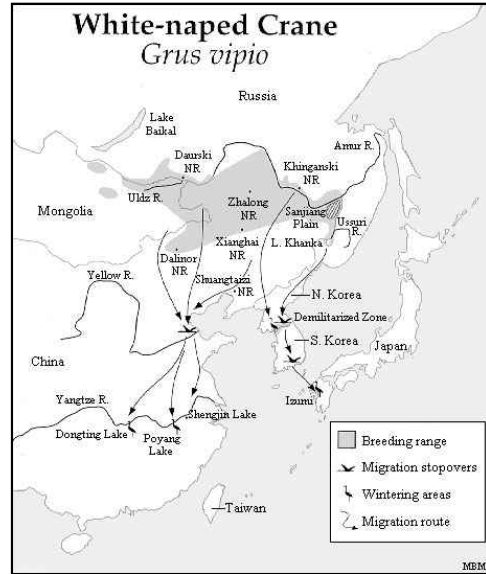 White-naped Crane
Grus vipio
Russia
Lake
Baikal
Amur R.
Daurski
NR
Khinganski
NR
Uldz R.
Zhalong
NR
Sanjiang
Plain
Ussuri
R.
Mongolia
Xianghai
NR
L. Khanka
Dalinor
NR
Shuangtaizi
NR
Yellow R.
N. Korea
Demilitarized Zone
S. Korea
Japan
China
Izumi
Yangtze R.
Shengjin Lake
Dongting Lake
Poyang
Lake
Taiwan
Breeding range
Migration stopovers
Wintering areas
Migration route
MBM